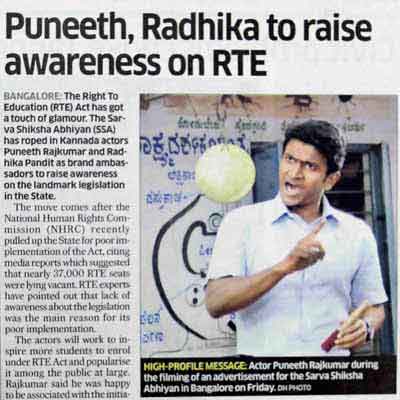 Puneeth, Radhika to raise
awareness on RTE
BANGALORE: The Right To
Education (RTE) Act has got
a touch of glamour. The Sar-
va Shiksha Abhiyan (SSA)
has roped in Kannada actors
Puneeth Rajkumar and Rad-
hika Pandit as brand ambas-
sadors to raise awareness
on the landmark legislation
in the State.
The move comes after the
National Human Rights Com-
mission (NHRC) recently
pulled up the State for poor im-
plementation of the Act, citing
media reports which suggested
that nearly 37,000 RTE seats
were lying vacant. RTE experts
have pointed out that lack of
awareness about the legislation
was the main reason for its
poor implementation.
The actors will work to in-
spire more students to enrol
under RTE Act and popularise
it among the public at large.
Rajkumar said he was happy
to be associated with the initia-
HIGH-PROFILE MESSAGE: Actor Puneeth Rajkumar during
the filming of an advertisement for the Sarva Shiksha
Abhiyan in Bangalore on Friday. DH PHOTO